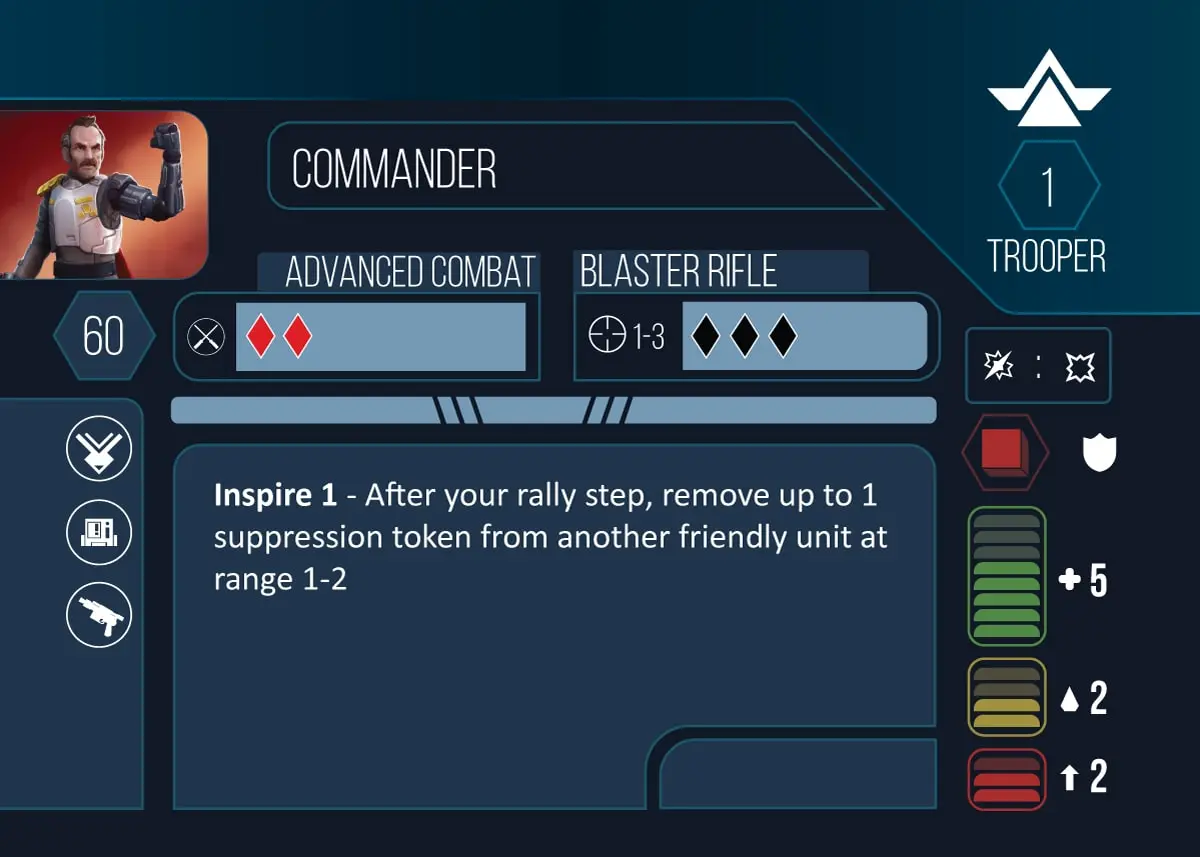 COMMANDER
1
TROOPER
ADVANCED COMBAT
BLASTER RIFLE
60
1-3
:
Inspire 1 - After your rally step, remove up to 1
suppression token from another friendly unit at
range 1-2
5
2
2